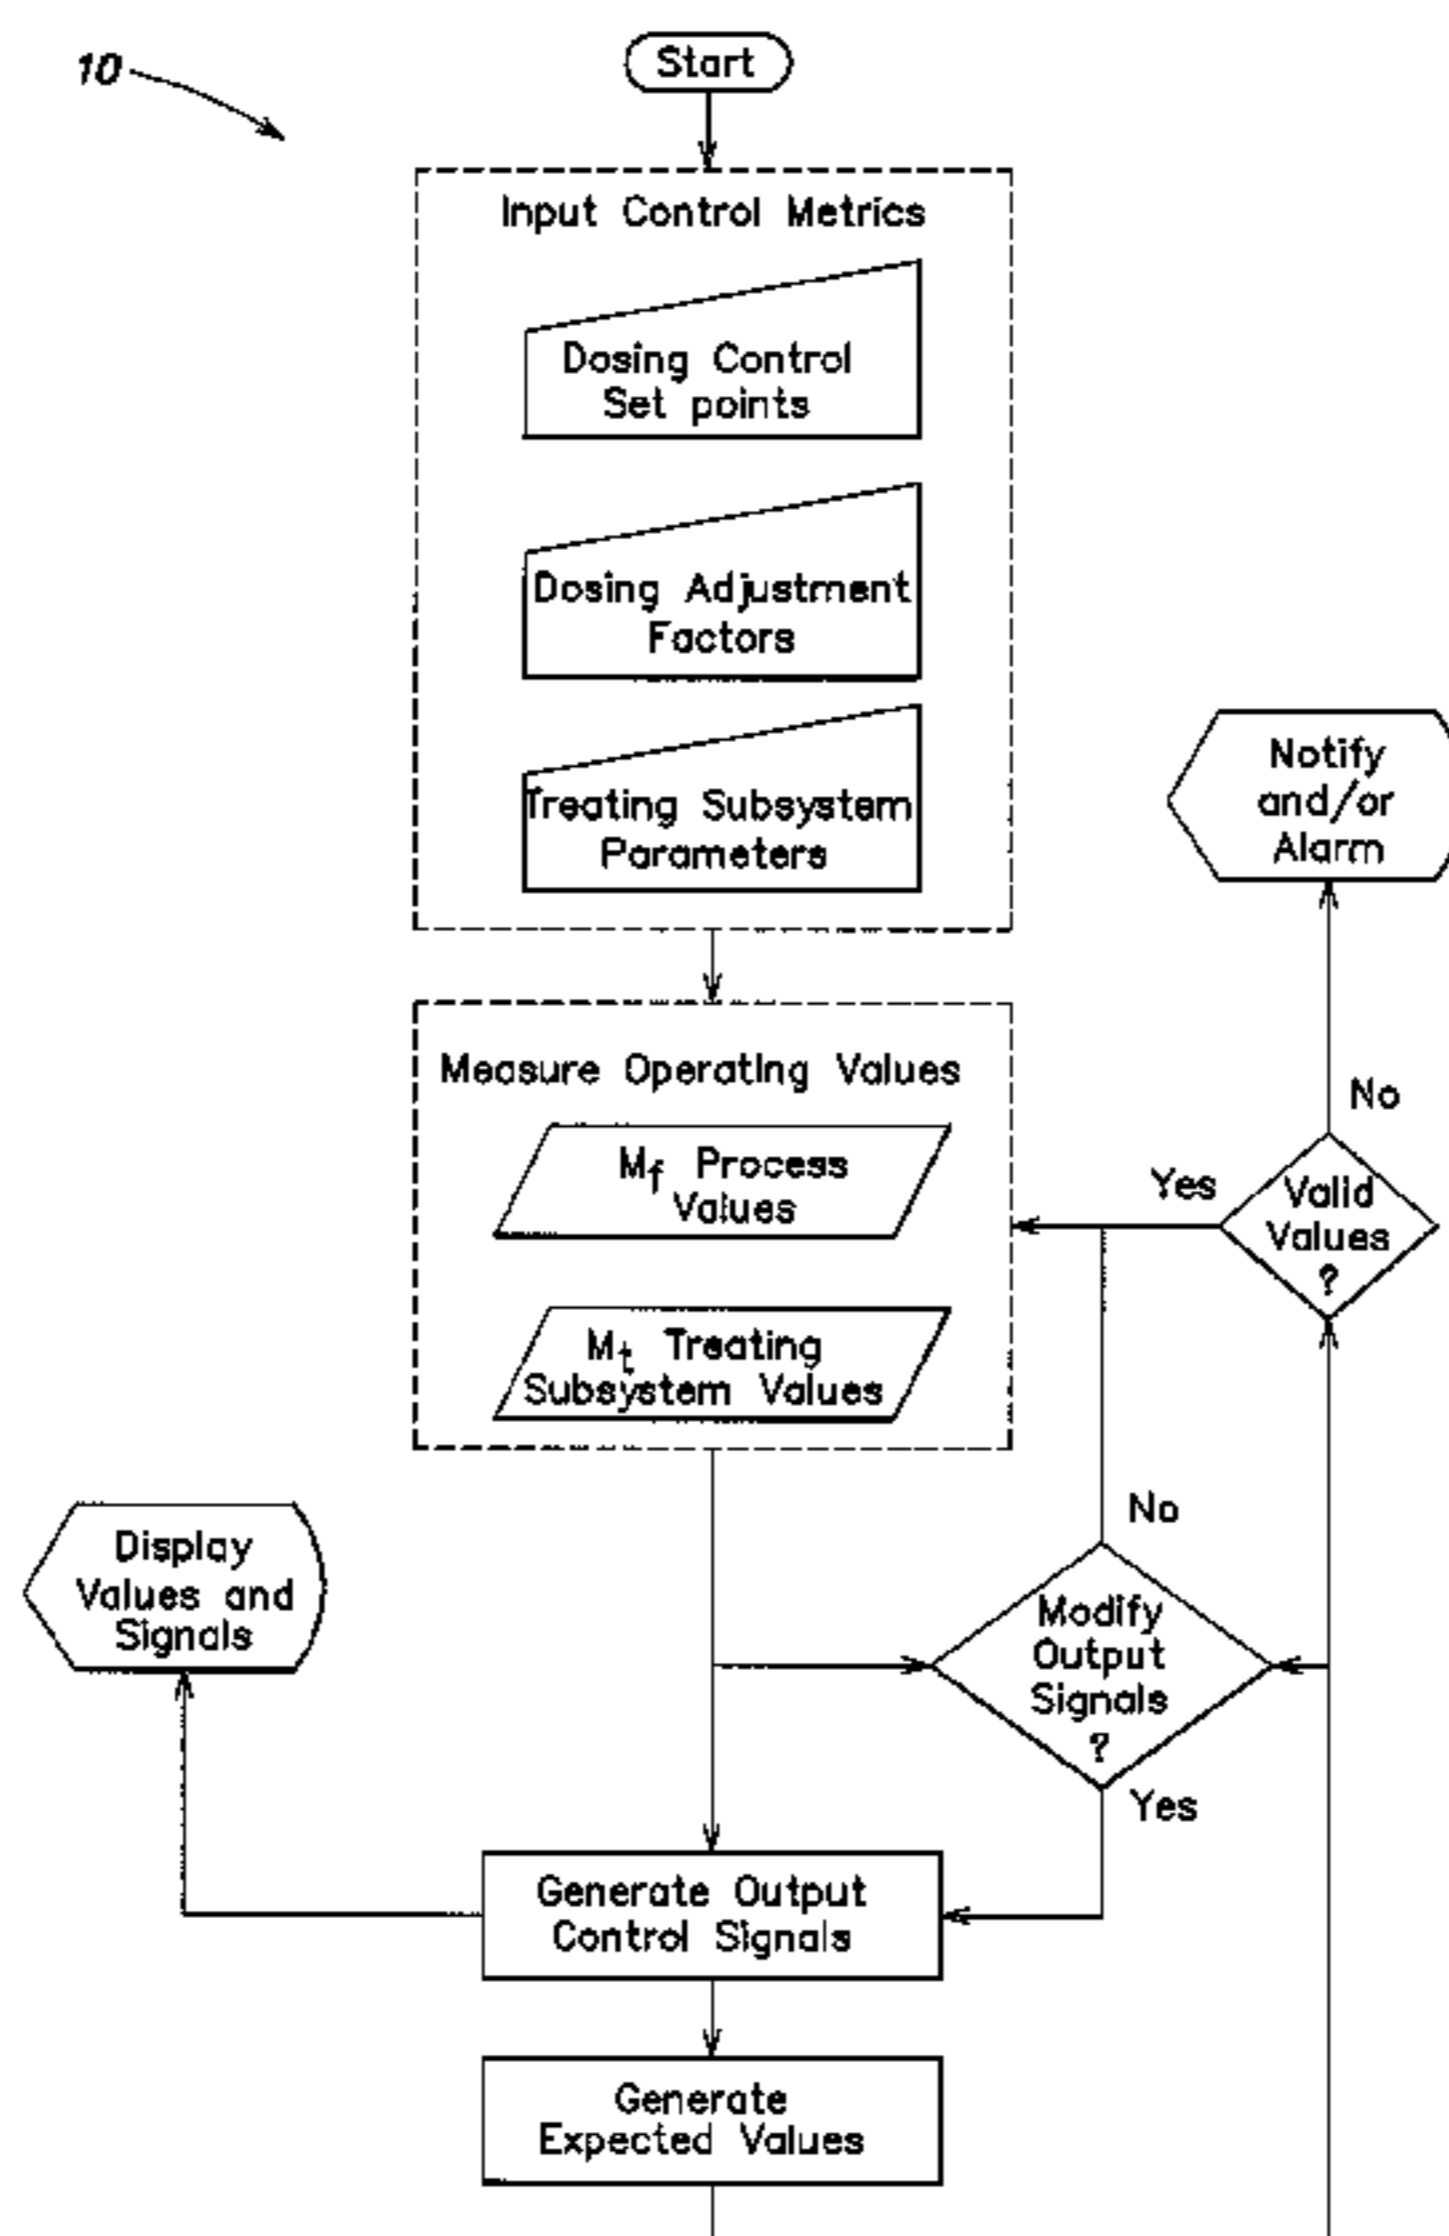 10
Start
Input Control Metrics
Dosing Control
Set points
Dosing Adjustment
Factors
Treating Subsystem
Parameters
Notify
and/or
Alarm
Measure Operating Values
Mf Process
Values
Mt Treating
Subsystem Values
No
Yes
Valid
Values
?
No
Display
Values and
Signals
Modify
Output
Signals
?
Yes
Generate Output
Control Signals
Generate
Expected Values